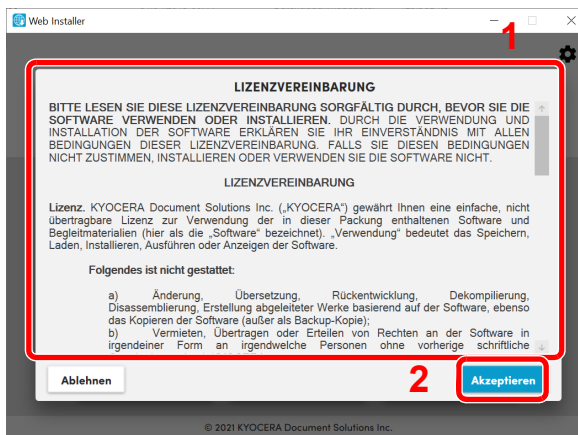 Web Installer
1
LIZENZVEREINBARUNG
BITTE LESEN SIE DIESE LIZENZVEREINBARUNG SORGFÄLTIG DURCH, BEVOR SIE DIE
SOFTWARE VERWENDEN ODER INSTALLIEREN. DURCH DIE VERWENDUNG UND
INSTALLATION DER SOFTWARE ERKLÄREN SIE IHR EINVERSTÄNDNIS MIT ALLEN
BEDINGUNGEN DIESER LIZENZVEREINBARUNG. FALLS SIE DIESEN BEDINGUNGEN
NICHT ZUSTIMMEN, INSTALLIEREN ODER VERWENDEN SIE DIE SOFTWARE NICHT.
LIZENZVEREINBARUNG
Lizenz. KYOCERA Document Solutions Inc. („KYOCERA“) gewährt Ihnen eine einfache, nicht
übertragbare Lizenz zur Verwendung der in dieser Packung enthaltenen Software und
Begleitmaterialien (hier als die „Software“ bezeichnet). „Verwendung“ bedeutet das Speichern,
Laden, Installieren, Ausführen oder Anzeigen der Software.
Folgendes ist nicht gestattet:
a) Änderung, Übersetzung, Rückentwicklung, Dekompilierung,
Disassemblierung, Erstellung abgeleiteter Werke basierend auf der Software, ebenso
das Kopieren der Software (außer als Backup-Kopie);
b) Vermieten, Übertragen oder Erteilen von Rechten an der Software in
irgendeiner Form an irgendwelche Personen ohne vorherige schriftliche
Ablehnen
2
Akzeptieren
© 2021 KYOCERA Document Solutions Inc.